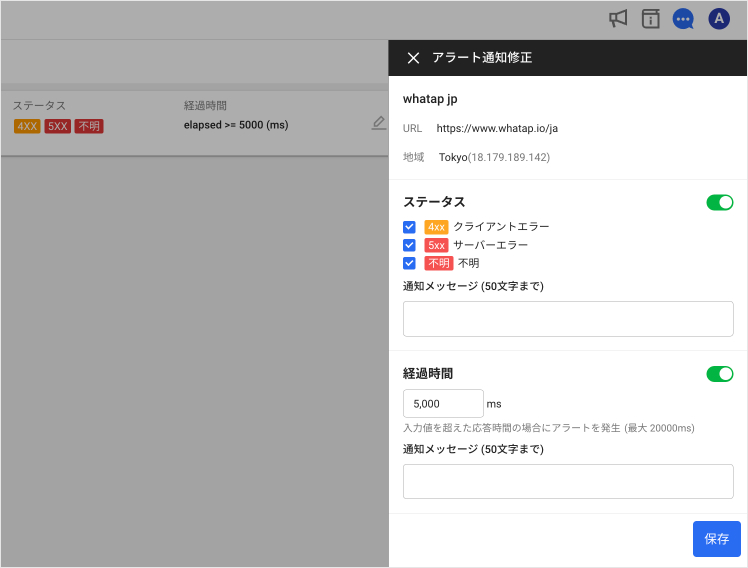 A
アラート通知修正
ステータス 経過時間
4XX 5XX 不明 elapsed >= 5000 (ms)
whatap jp
URL https://www.whatap.io/ja
地域 Tokyo(18.179.189.142)
ステータス
4xx クライアントエラー
5xx サーバーエラー
不明 不明
通知メッセージ (50文字まで)
経過時間
5,000 ms
入力値を超えた応答時間の場合にアラートを発生 (最大 20000ms)
通知メッセージ (50文字まで)
保存